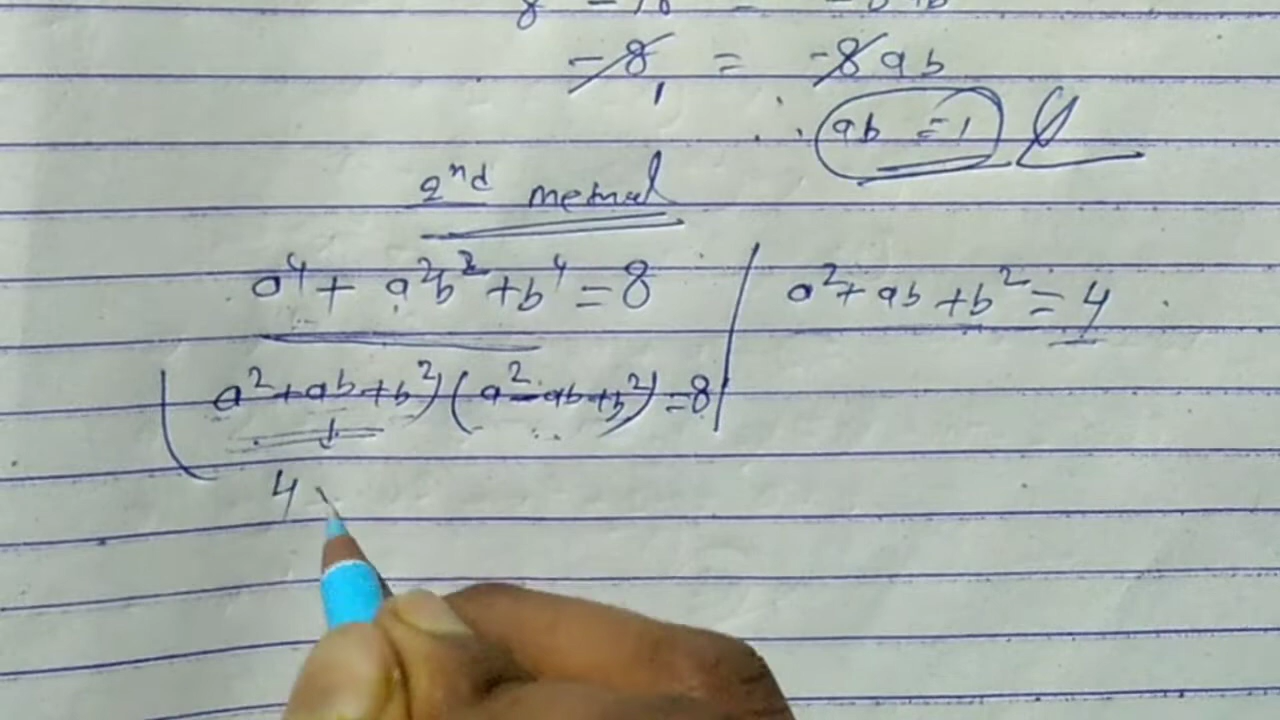 -8 = -8ab
1
∴ ab = 1
2nd
a⁴ + a²b² + b⁴ = 8
a² + ab + b² = 4
(a² + ab + b²)(a² - ab + b²) = 8
4